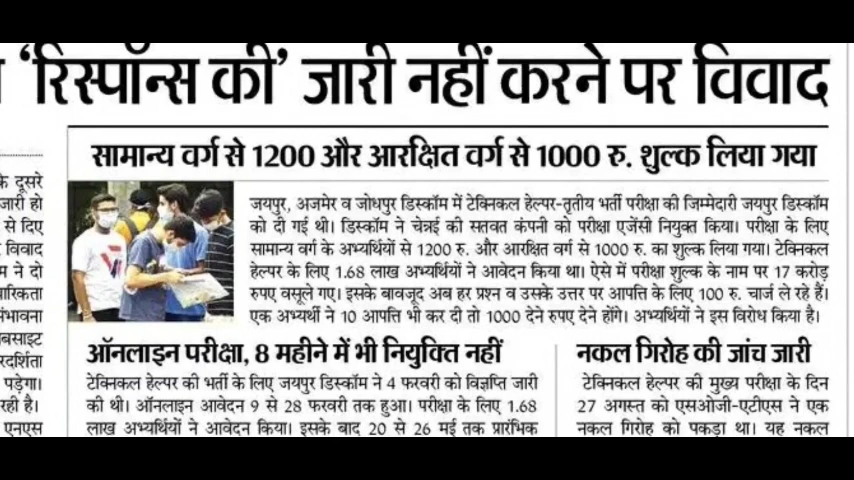 ‘रिस्पॉन्स की’ जारी नहीं करने पर विवाद
सामान्य वर्ग से 1200 और आरक्षित वर्ग से 1000 रु. शुल्क लिया गया
के दूसरे
जारी हो
से दिए
विवाद
म ने दो
पारिकता
ंभावना
बसाइट
रदर्शिता
पड़ेगा।
रही है।
एनएस
जयपुर, अजमेर व जोधपुर डिस्कॉम में टेक्निकल हेल्पर-तृतीय भर्ती परीक्षा की जिम्मेदारी जयपुर डिस्कॉम
को दी गई थी। डिस्कॉम ने चेन्नई की सतवत कंपनी को परीक्षा एजेंसी नियुक्त किया। परीक्षा के लिए
सामान्य वर्ग के अभ्यर्थियों से 1200 रु. और आरक्षित वर्ग से 1000 रु. का शुल्क लिया गया। टेक्निकल
हेल्पर के लिए 1.68 लाख अभ्यर्थियों ने आवेदन किया था। ऐसे में परीक्षा शुल्क के नाम पर 17 करोड़
रुपए वसूले गए। इसके बावजूद अब हर प्रश्न व उसके उत्तर पर आपत्ति के लिए 100 रु. चार्ज ले रहे हैं।
एक अभ्यर्थी ने 10 आपत्ति भी कर दी तो 1000 देने रुपए देने होंगे। अभ्यर्थियों ने इस विरोध किया है।
ऑनलाइन परीक्षा, 8 महीने में भी नियुक्ति नहीं
टेक्निकल हेल्पर की भर्ती के लिए जयपुर डिस्कॉम ने 4 फरवरी को विज्ञप्ति जारी
की थी। ऑनलाइन आवेदन 9 से 28 फरवरी तक हुआ। परीक्षा के लिए 1.68
लाख अभ्यर्थियों ने आवेदन किया। इसके बाद 20 से 26 मई तक प्रारंभिक
नकल गिरोह की जांच जारी
टेक्निकल हेल्पर की मुख्य परीक्षा के दिन
27 अगस्त को एसओजी-एटीएस ने एक
नकल गिरोह को पकड़ा था। यह नकल